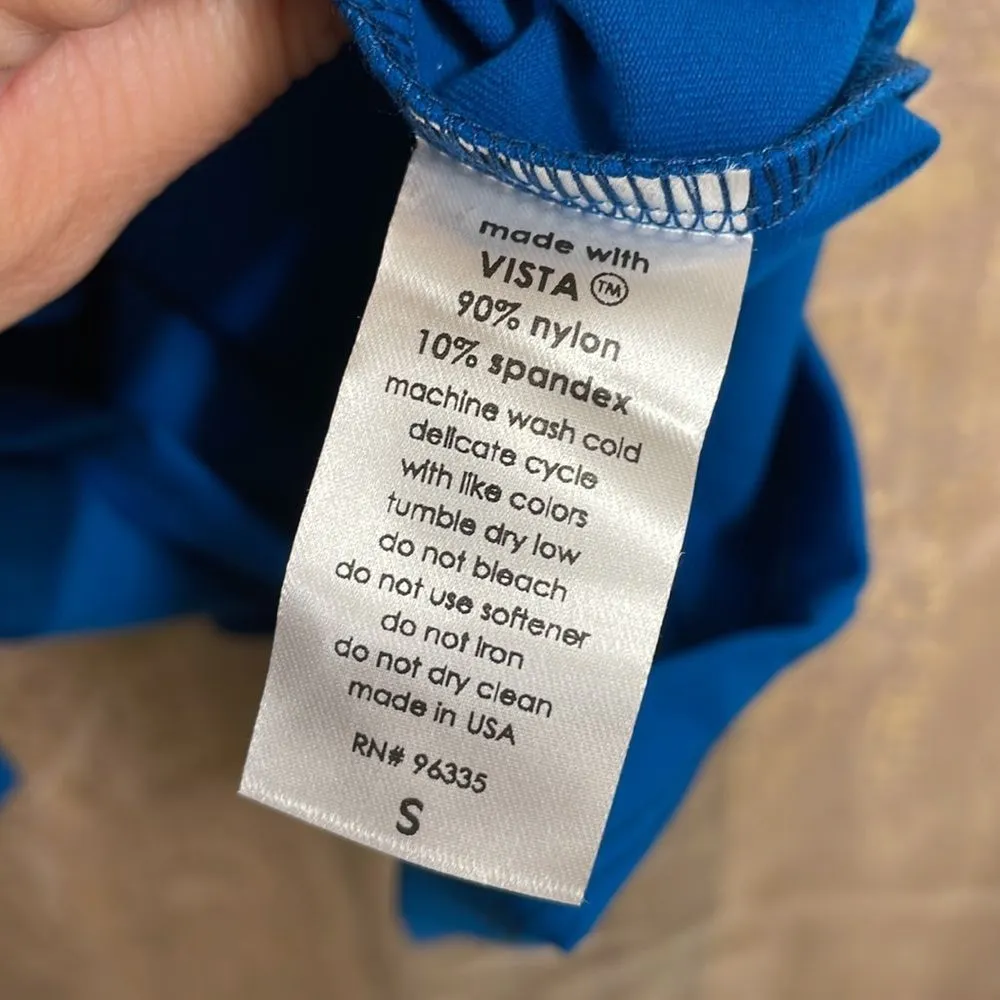 made with
VISTA ™
90% nylon
10% spandex
machine wash cold
delicate cycle
with like colors
tumble dry low
do not bleach
do not use softener
do not iron
do not dry clean
made in USA
RN# 96335
S